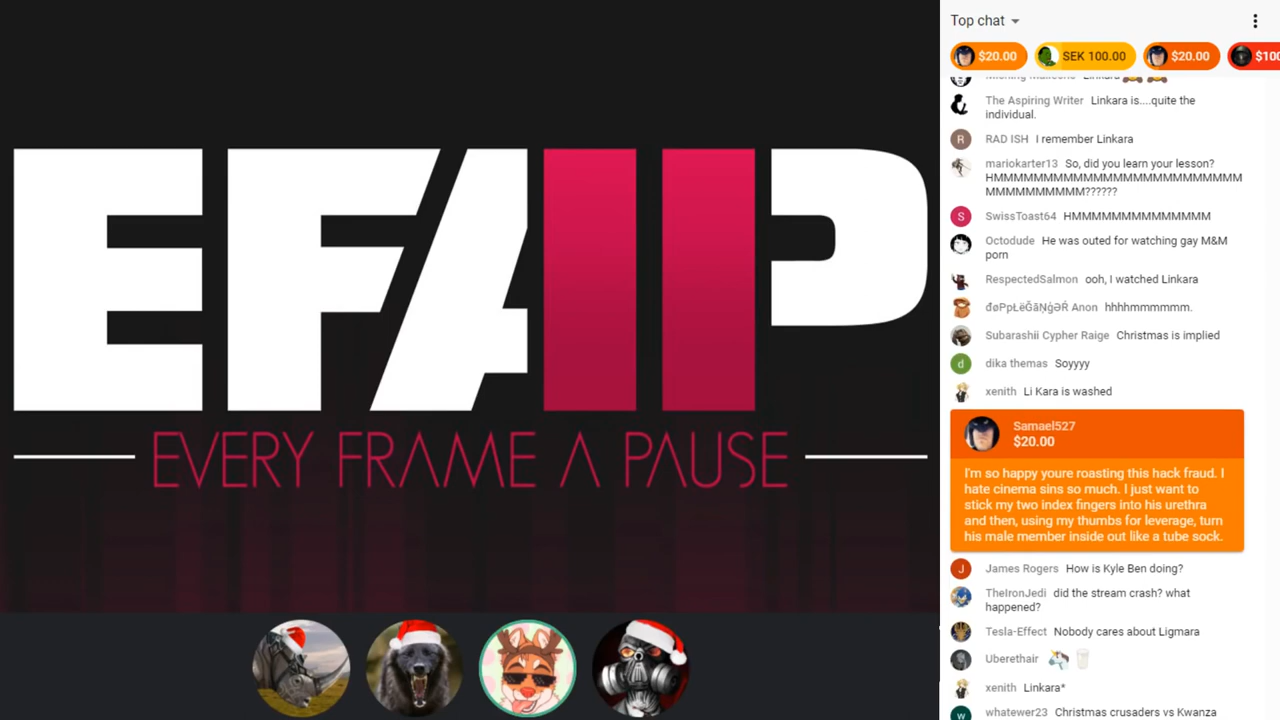 EFAP
EVERY FRAME A PAUSE
Top chat
$20.00
SEK 100.00
$20.00
$100
Linkara
The Aspiring Writer Linkara is....quite the
individual.
R
RAD ISH I remember Linkara
mariokarter13 So, did you learn your lesson?
HMMMMMMMMMMMMMMMMMMMMMMMMM
MMMMMMMMMM??????
S
SwissToast64 HMMMMMMMMMMMMMM
Octodude He was outed for watching gay M&M
porn
RespectedSalmon ooh, I watched Linkara
Anon hhhhmmmmmm.
Subarashii Cypher Raige Christmas is implied
d
dika themas Soyyyy
xenith Li Kara is washed
Samael527
$20.00
I'm so happy youre roasting this hack fraud. I
hate cinema sins so much. I just want to
stick my two index fingers into his urethra
and then, using my thumbs for leverage, turn
his male member inside out like a tube sock.
J
James Rogers How is Kyle Ben doing?
TheIronJedi did the stream crash? what
happened?
Tesla-Effect Nobody cares about Ligmara
Uberethair
xenith Linkara*
w
whatewer23 Christmas crusaders vs Kwanza